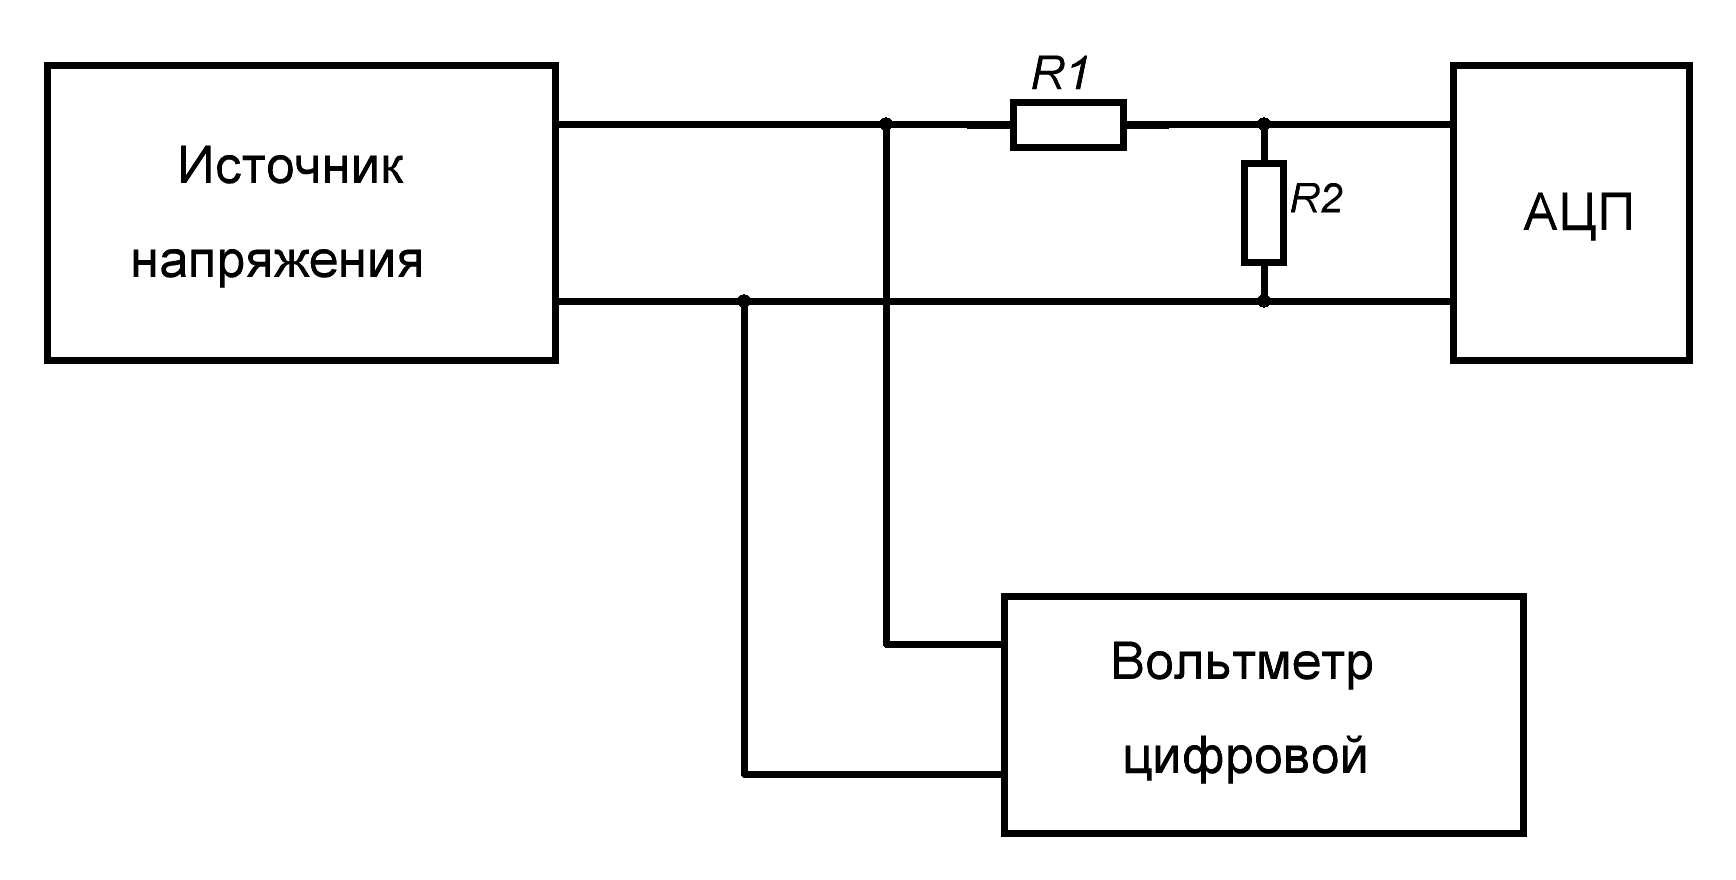 R1
Источник
напряжения
R2
АЦП
Вольтметр
цифровой